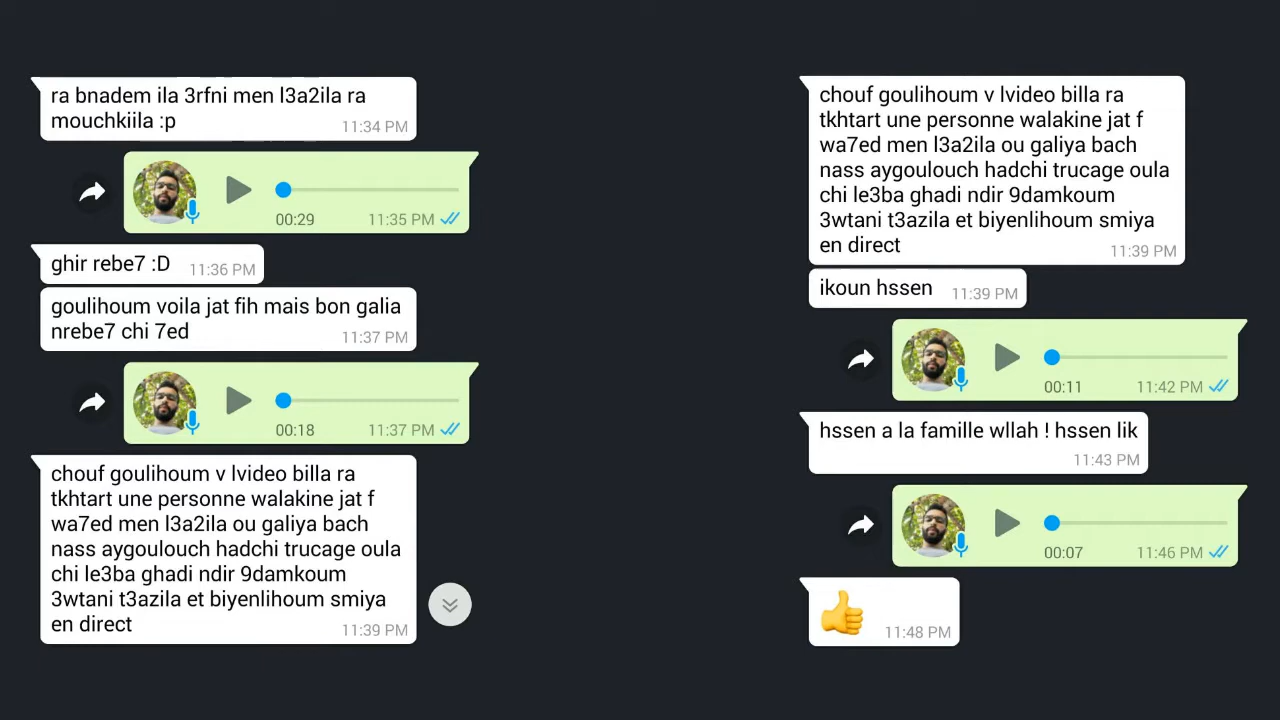 ra bnadem ila 3rfni men l3a2ila ra
mouchkiila :p
11:34 PM
00:29
11:35 PM
ghir rebe7 :D
11:36 PM
goulihoum voila jat fih mais bon galia
nrebe7 chi 7ed
11:37 PM
00:18
11:37 PM
chouf goulihoum v lvideo billa ra
tkhtart une personne walakine jat f
wa7ed men l3a2ila ou galiya bach
nass aygoulouch hadchi trucage oula
chi le3ba ghadi ndir 9damkoum
3wtani t3azila et biyenlihoum smiya
en direct
11:39 PM
chouf goulihoum v lvideo billa ra
tkhtart une personne walakine jat f
wa7ed men l3a2ila ou galiya bach
nass aygoulouch hadchi trucage oula
chi le3ba ghadi ndir 9damkoum
3wtani t3azila et biyenlihoum smiya
en direct
11:39 PM
ikoun hssen
11:39 PM
00:11
11:42 PM
hssen a la famille wllah ! hssen lik
11:43 PM
00:07
11:46 PM
11:48 PM